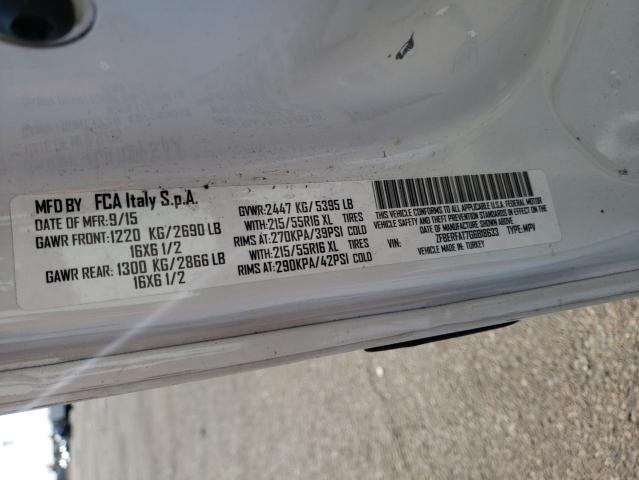 MFD BY FCA Italy S.p.A.
DATE OF MFR: 9/15
GAWR FRONT: 1220 KG/2690 LB
16X6 1/2
GAWR REAR: 1300 KG/2866 LB
16X6 1/2
GVWR: 2447 KG/5395 LB
WITH: 215/55R16 XL TIRES
RIMS AT: 270KPA/39PSI COLD
WITH: 215/55R16 XL TIRES
RIMS AT: 290KPA/42PSI COLD
THIS VEHICLE CONFORMS TO ALL APPLICABLE U.S.A. FEDERAL MOTOR
VEHICLE SAFETY STANDARDS IN EFFECT ON THE
DATE OF MANUFACTURE SHOWN ABOVE.
VIN: ZFBERFAT7G6B18633 TYPE: MPV
VEHICLE MADE IN: TURKEY